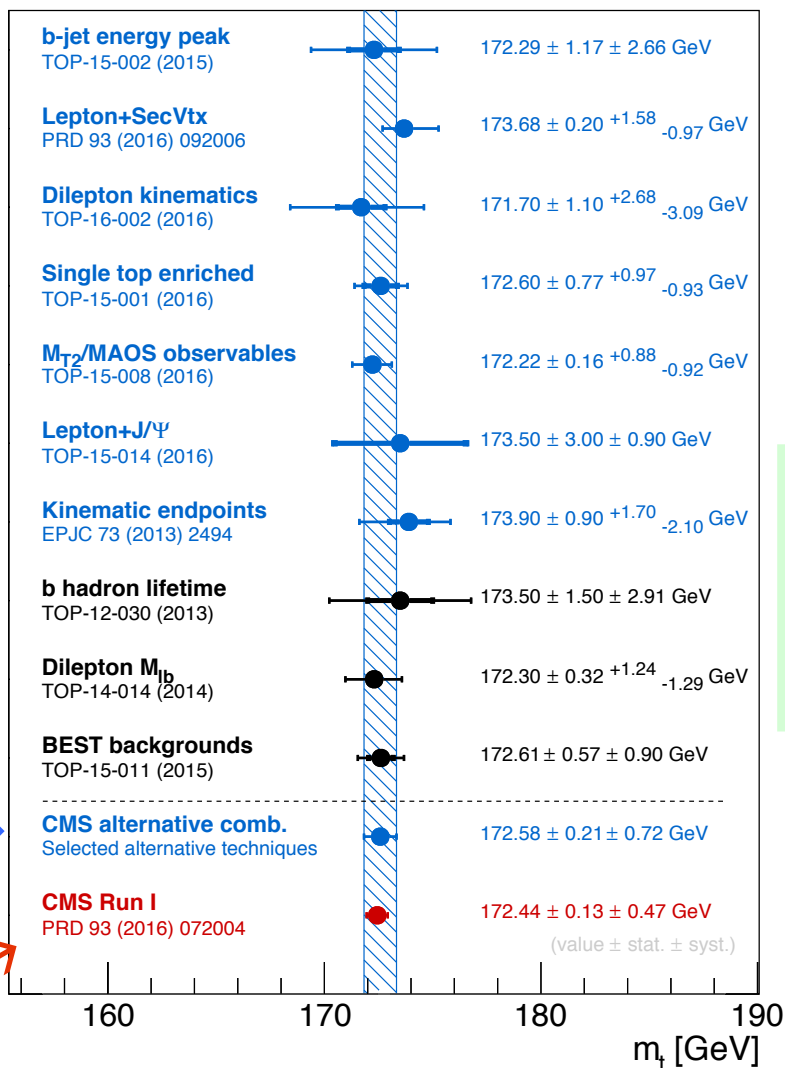 b-jet energy peak
TOP-15-002 (2015)
172.29 ± 1.17 ± 2.66 GeV
Lepton+SecVtx
PRD 93 (2016) 092006
173.68 ± 0.20 +1.58 -0.97 GeV
Dilepton kinematics
TOP-16-002 (2016)
171.70 ± 1.10 +2.68 -3.09 GeV
Single top enriched
TOP-15-001 (2016)
172.60 ± 0.77 +0.97 -0.93 GeV
MT2/MAOS observables
TOP-15-008 (2016)
172.22 ± 0.16 +0.88 -0.92 GeV
Lepton+J/Ψ
TOP-15-014 (2016)
173.50 ± 3.00 ± 0.90 GeV
Kinematic endpoints
EPJC 73 (2013) 2494
173.90 ± 0.90 +1.70 -2.10 GeV
b hadron lifetime
TOP-12-030 (2013)
173.50 ± 1.50 ± 2.91 GeV
Dilepton Mlb
TOP-14-014 (2014)
172.30 ± 0.32 +1.24 -1.29 GeV
BEST backgrounds
TOP-15-011 (2015)
172.61 ± 0.57 ± 0.90 GeV
CMS alternative comb.
Selected alternative techniques
172.58 ± 0.21 ± 0.72 GeV
CMS Run I
PRD 93 (2016) 072004
172.44 ± 0.13 ± 0.47 GeV
(value ± stat. ± syst.)
160 170 180 190
mt [GeV]